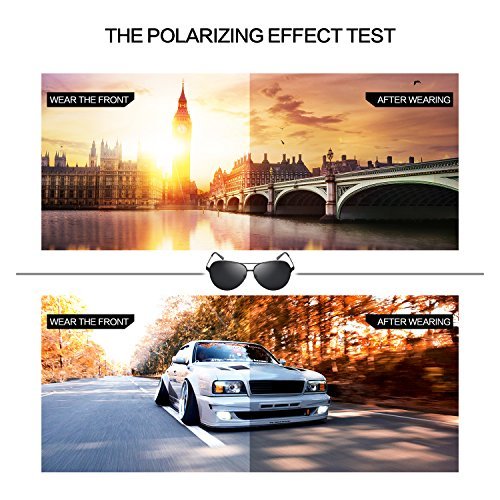 THE POLARIZING EFFECT TEST
WEAR THE FRONT
AFTER WEARING
WEAR THE FRONT
AFTER WEARING